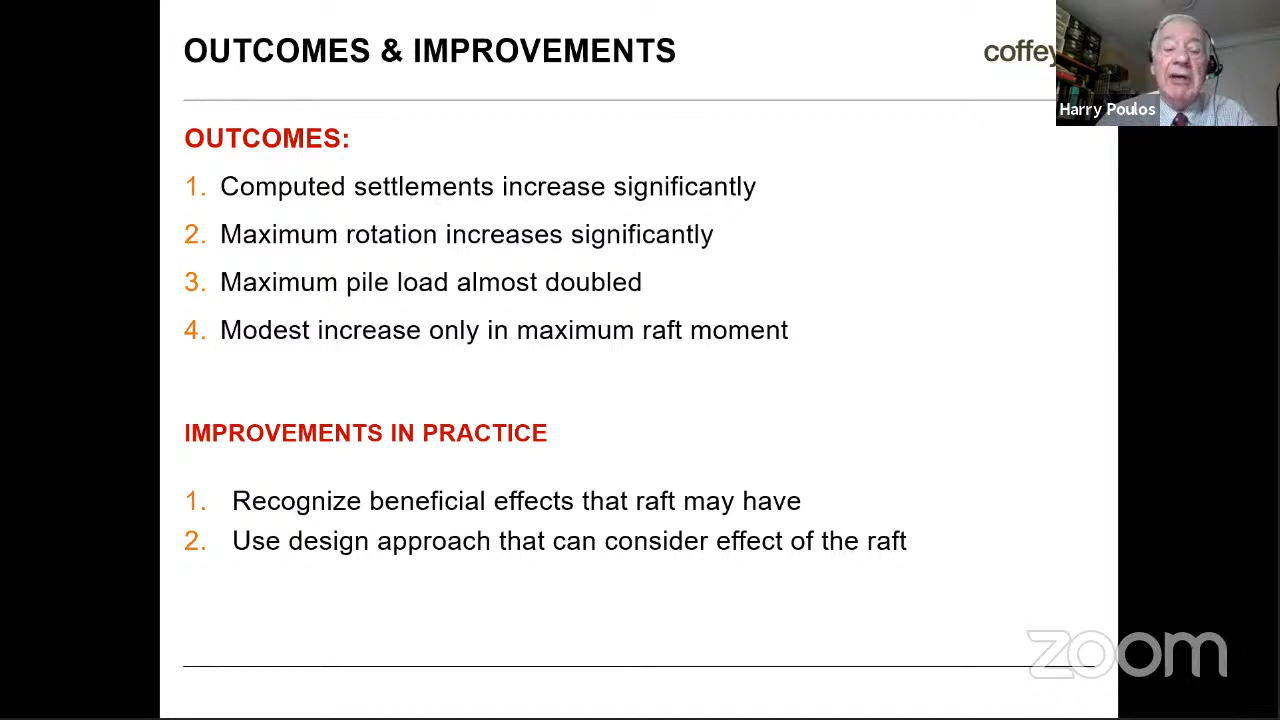 OUTCOMES & IMPROVEMENTS
coffey
Harry Poulos
OUTCOMES:
1. Computed settlements increase significantly
2. Maximum rotation increases significantly
3. Maximum pile load almost doubled
4. Modest increase only in maximum raft moment
IMPROVEMENTS IN PRACTICE
1. Recognize beneficial effects that raft may have
2. Use design approach that can consider effect of the raft
zoom